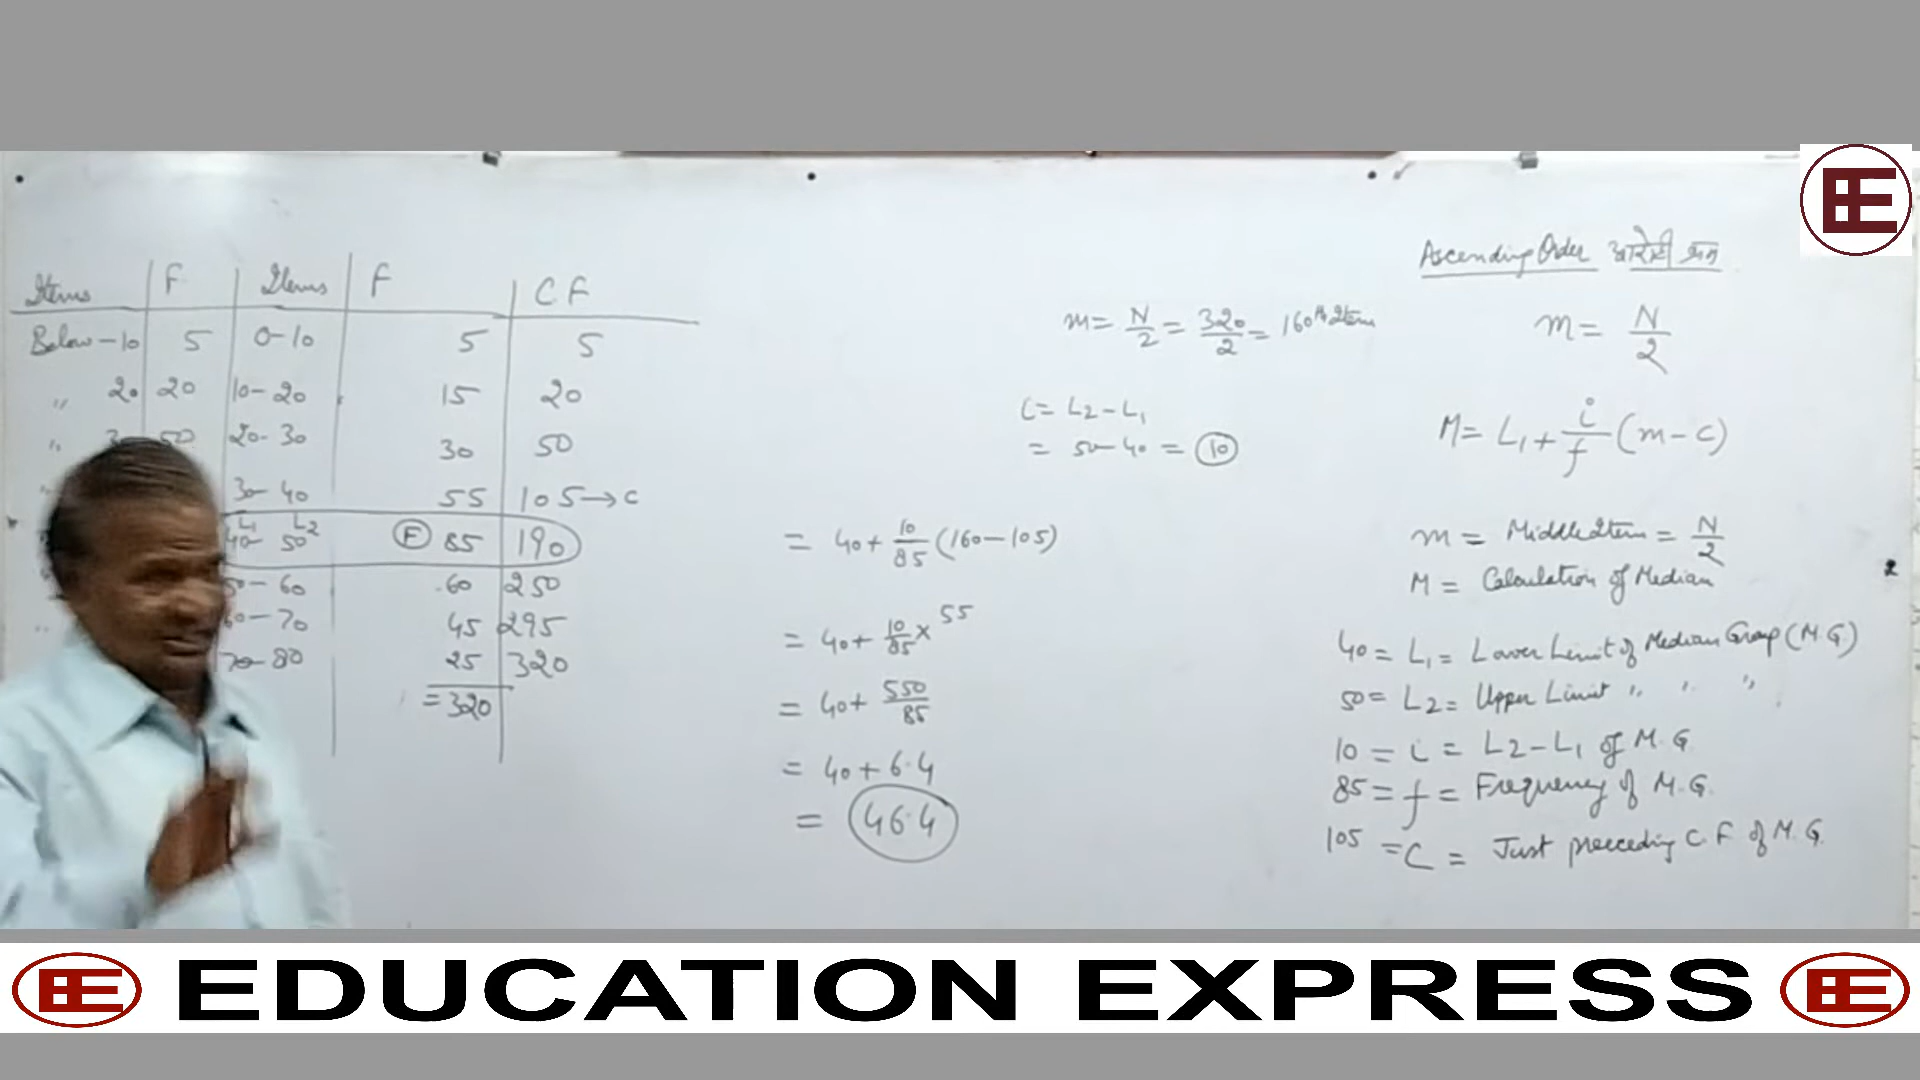 Items F Items F CF
Below-10 5 0-10 5 5
" 20 20 10-20 15 20
" 30 50 20-30 30 50
" 30-40 55 105→C
L1 L2
40-50 F 85 190
50-60 60 250
60-70 45 295
70-80 25 320
=320
m = N/2 = 320/2 = 160th Item
i = L2-L1
= 50-40 = 10
= 40+10/85(160-105)
= 40+10/85×55
= 40+550/85
= 40+6.4
= 46.4
Ascending Order आरोही क्रम
m = N/2
M = L1+i/f(m-c)
m = Middle Item = N/2
M = Calculation of Median
40 = L1 = Lower Limit of Median Group (M.G)
50 = L2 = Upper Limit " " "
10 = i = L2-L1 of M.G
85 = f = Frequency of M.G.
105 = C = Just preceding C.F of M.G.
EE
EE EDUCATION EXPRESS EE